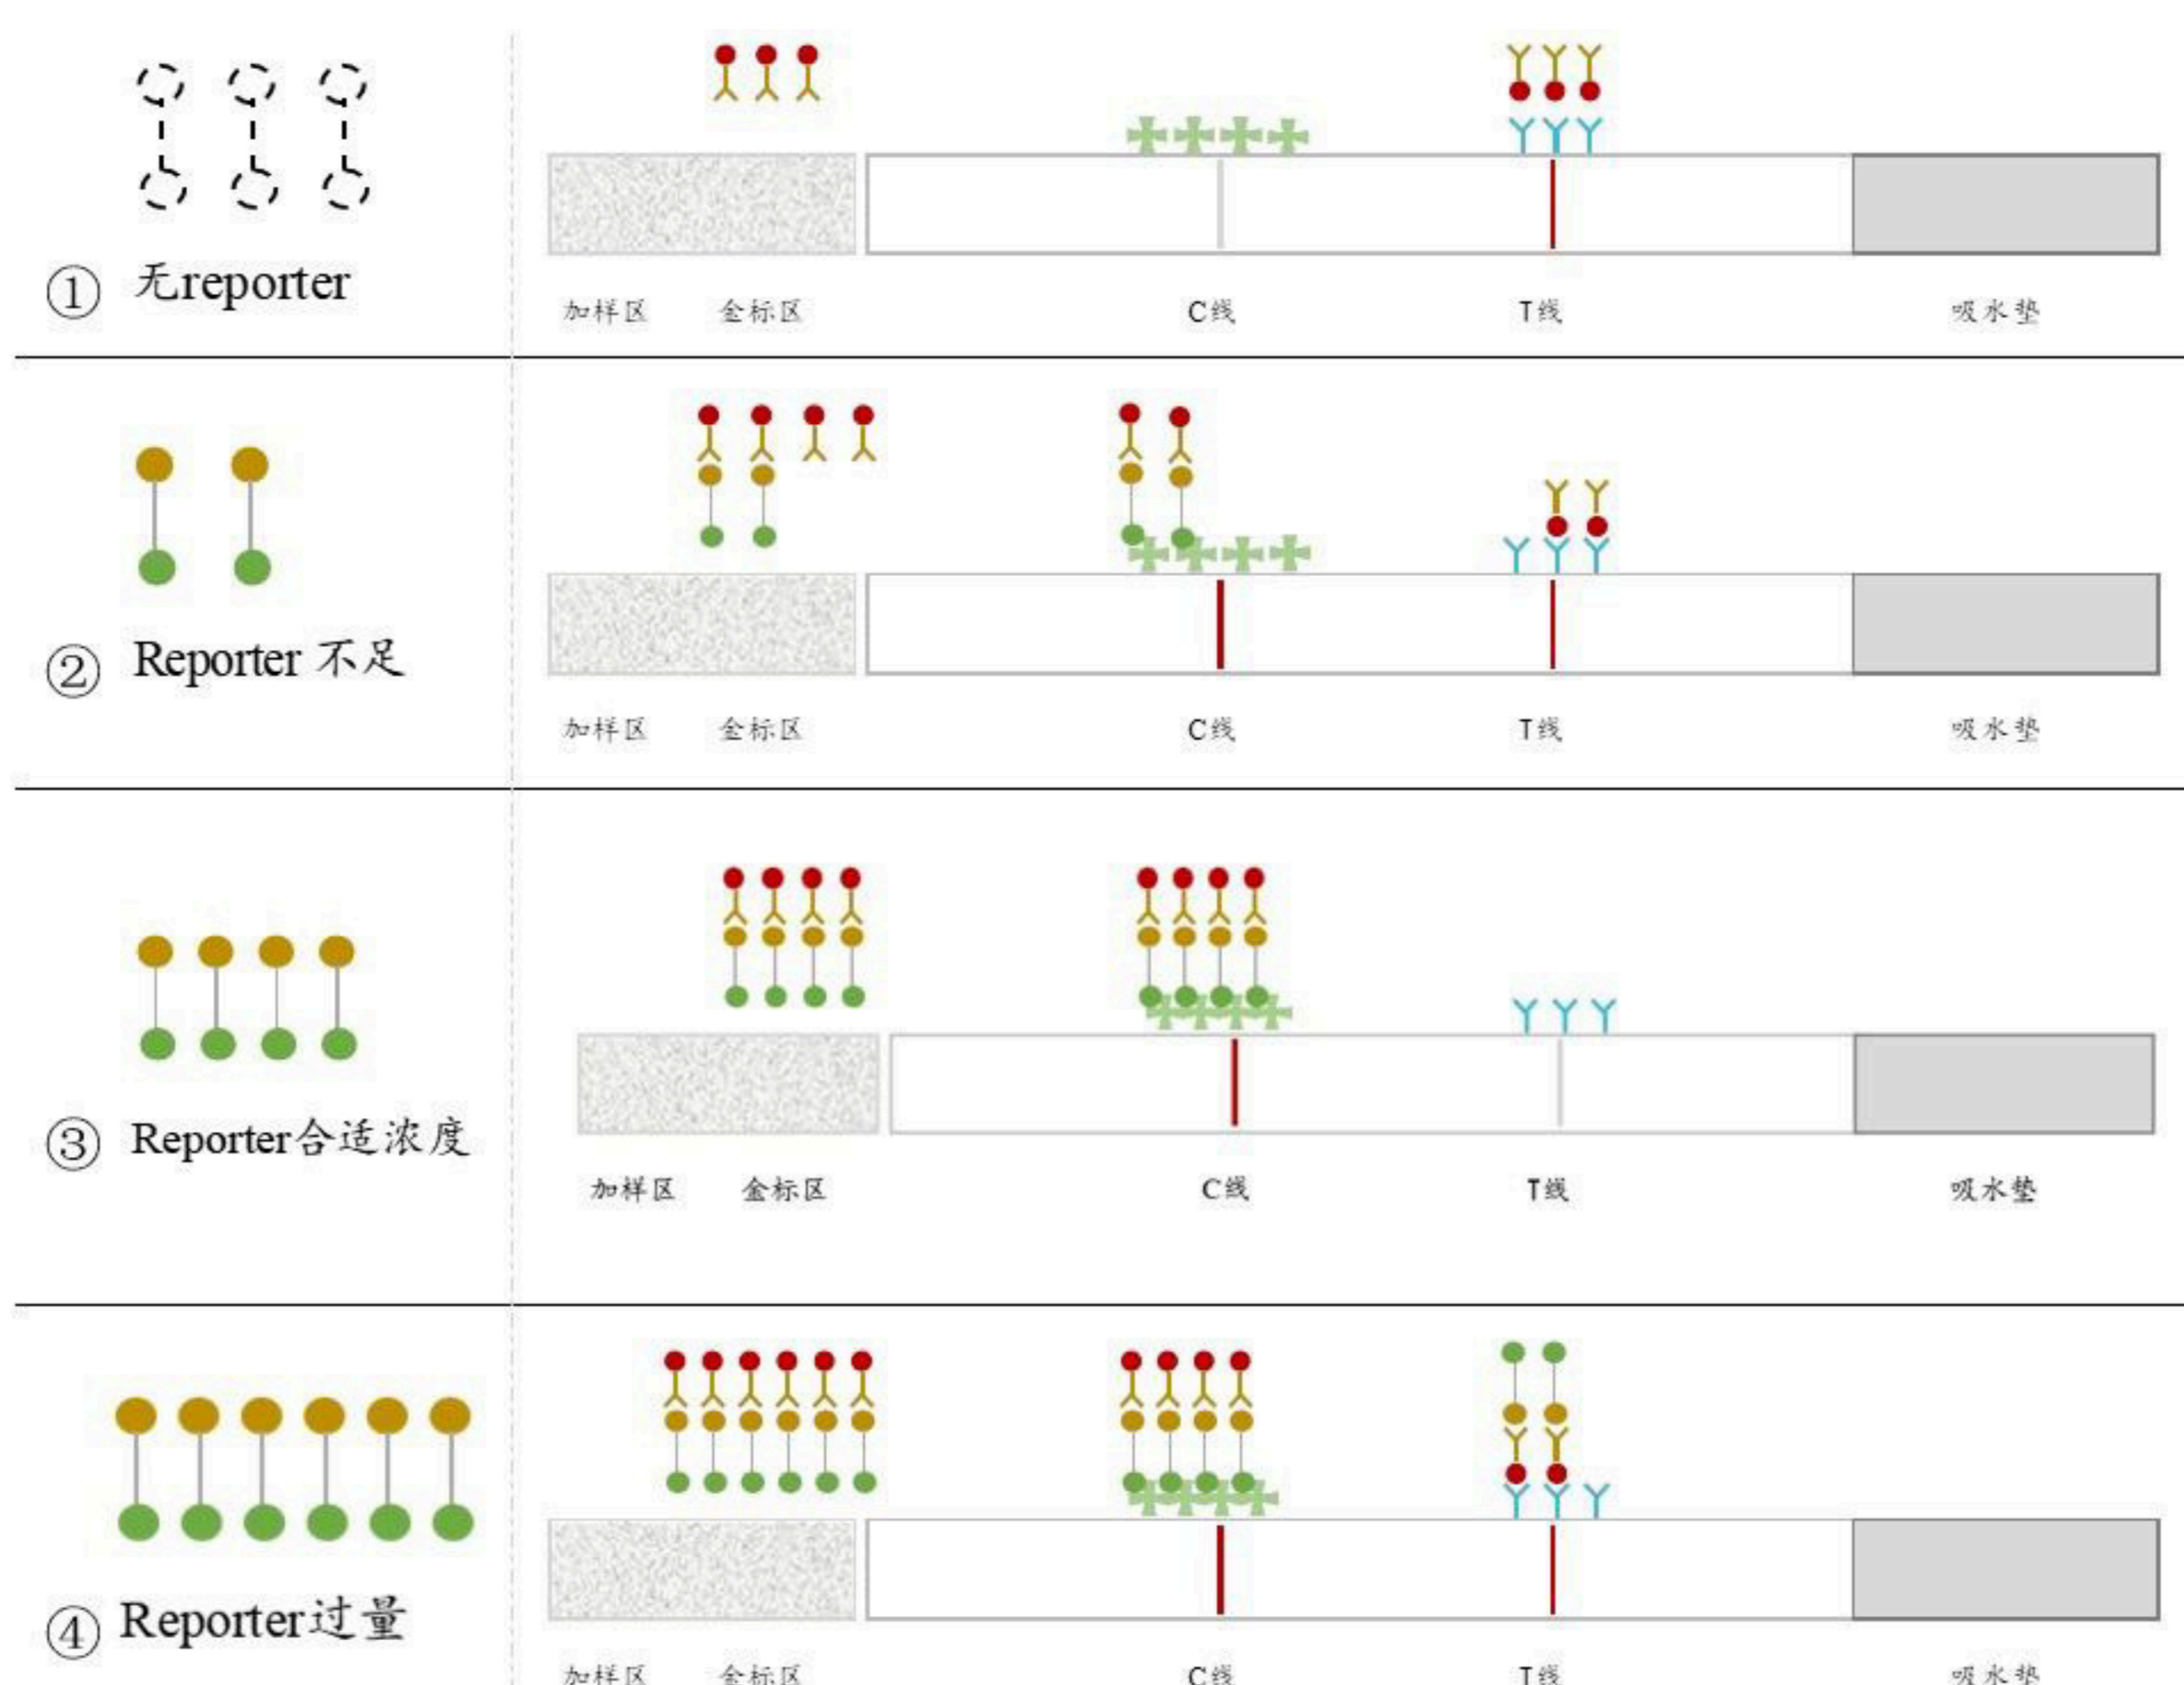 ① 无reporter
加样区 金标区 C线 T线 吸水垫
② Reporter 不足
加样区 金标区 C线 T线 吸水垫
③ Reporter合适浓度
加样区 金标区 C线 T线 吸水垫
④ Reporter过量
加样区 金标区 C线 T线 吸水垫